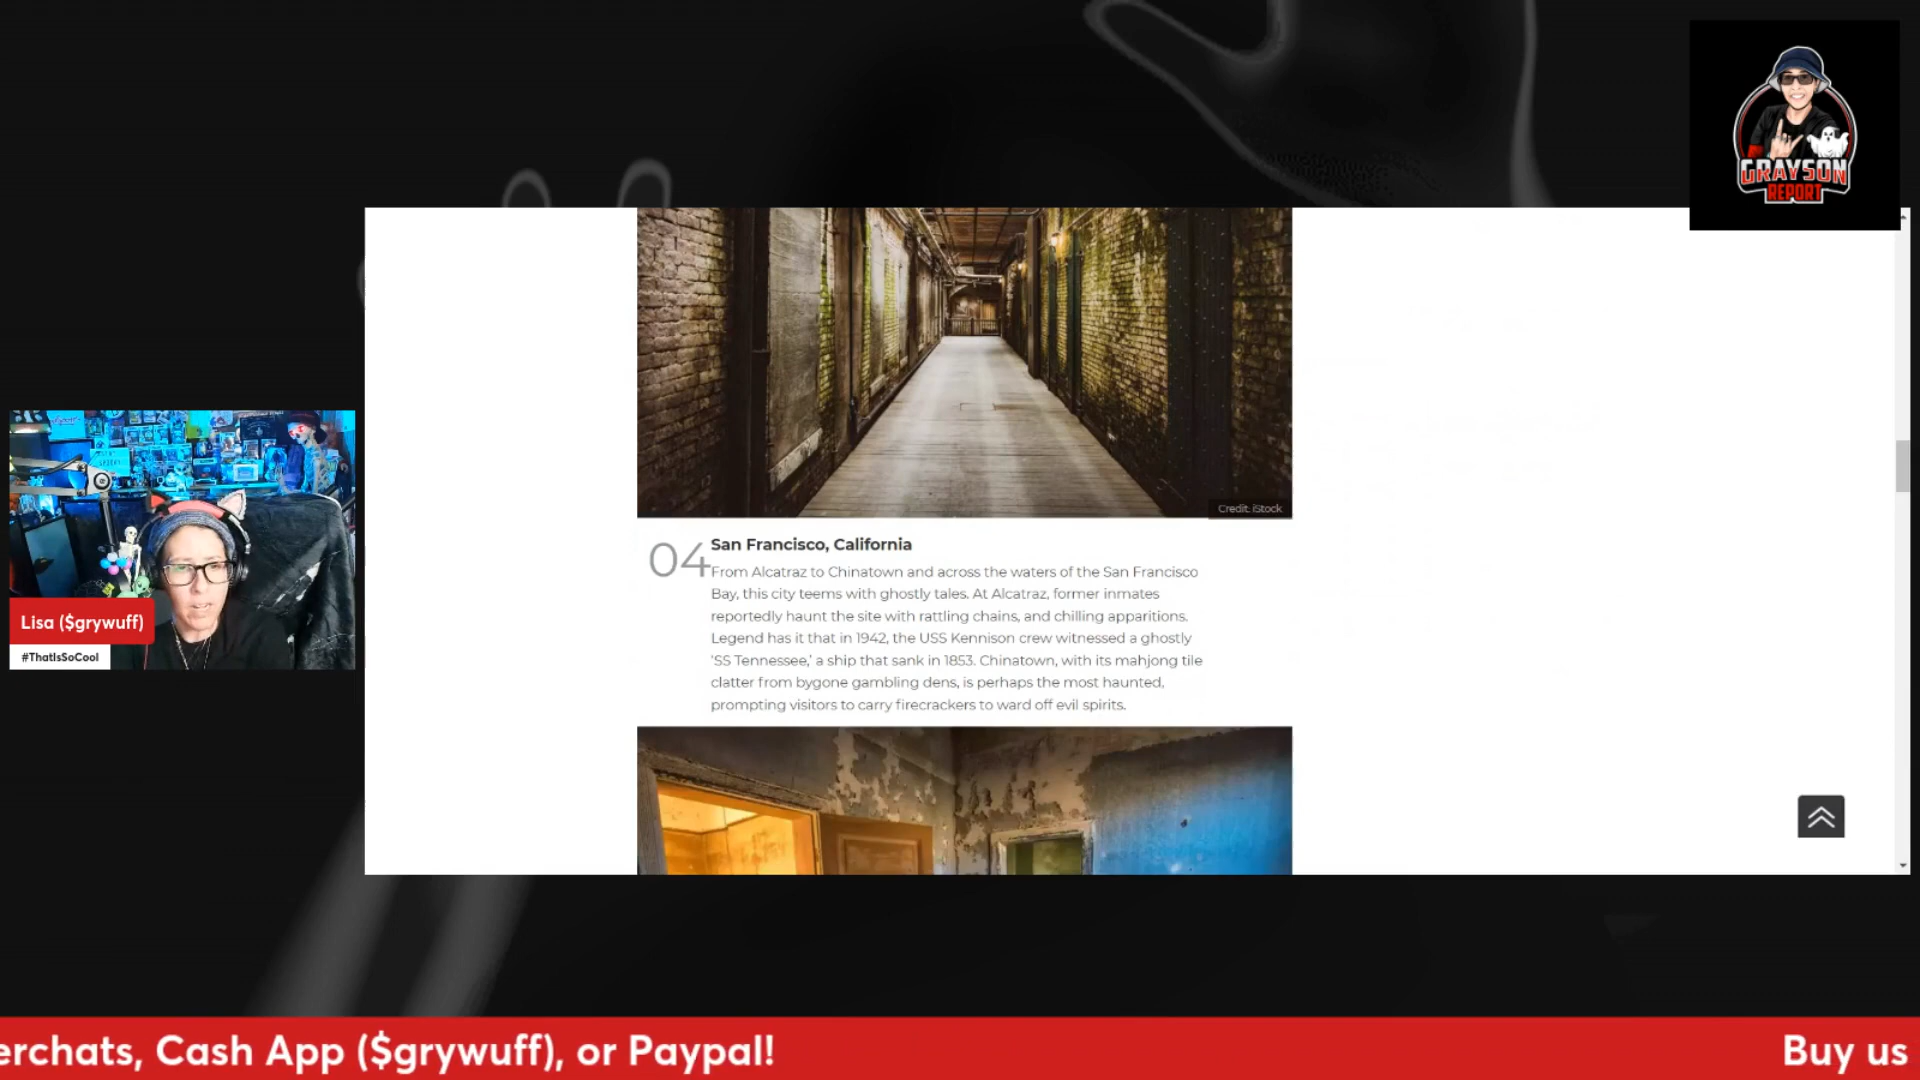 GRAYSON
REPORT
Credit: iStock
04
San Francisco, California
From Alcatraz to Chinatown and across the waters of the San Francisco
Bay, this city teems with ghostly tales. At Alcatraz, former inmates
reportedly haunt the site with rattling chains, and chilling apparitions.
Legend has it that in 1942, the USS Kennison crew witnessed a ghostly
'SS Tennessee,' a ship that sank in 1853. Chinatown, with its mahjong tile
clatter from bygone gambling dens, is perhaps the most haunted,
prompting visitors to carry firecrackers to ward off evil spirits.
Lisa ($grywuff)
#ThatIsSoCool
erchats, Cash App ($grywuff), or Paypal!
Buy us